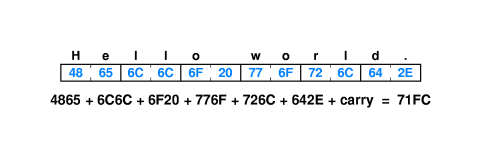 H e l l o w o r l d .
48 65 6C 6C 6F 20 77 6F 72 6C 64 2E
4865 + 6C6C + 6F20 + 776F + 726C + 642E + carry = 71FC